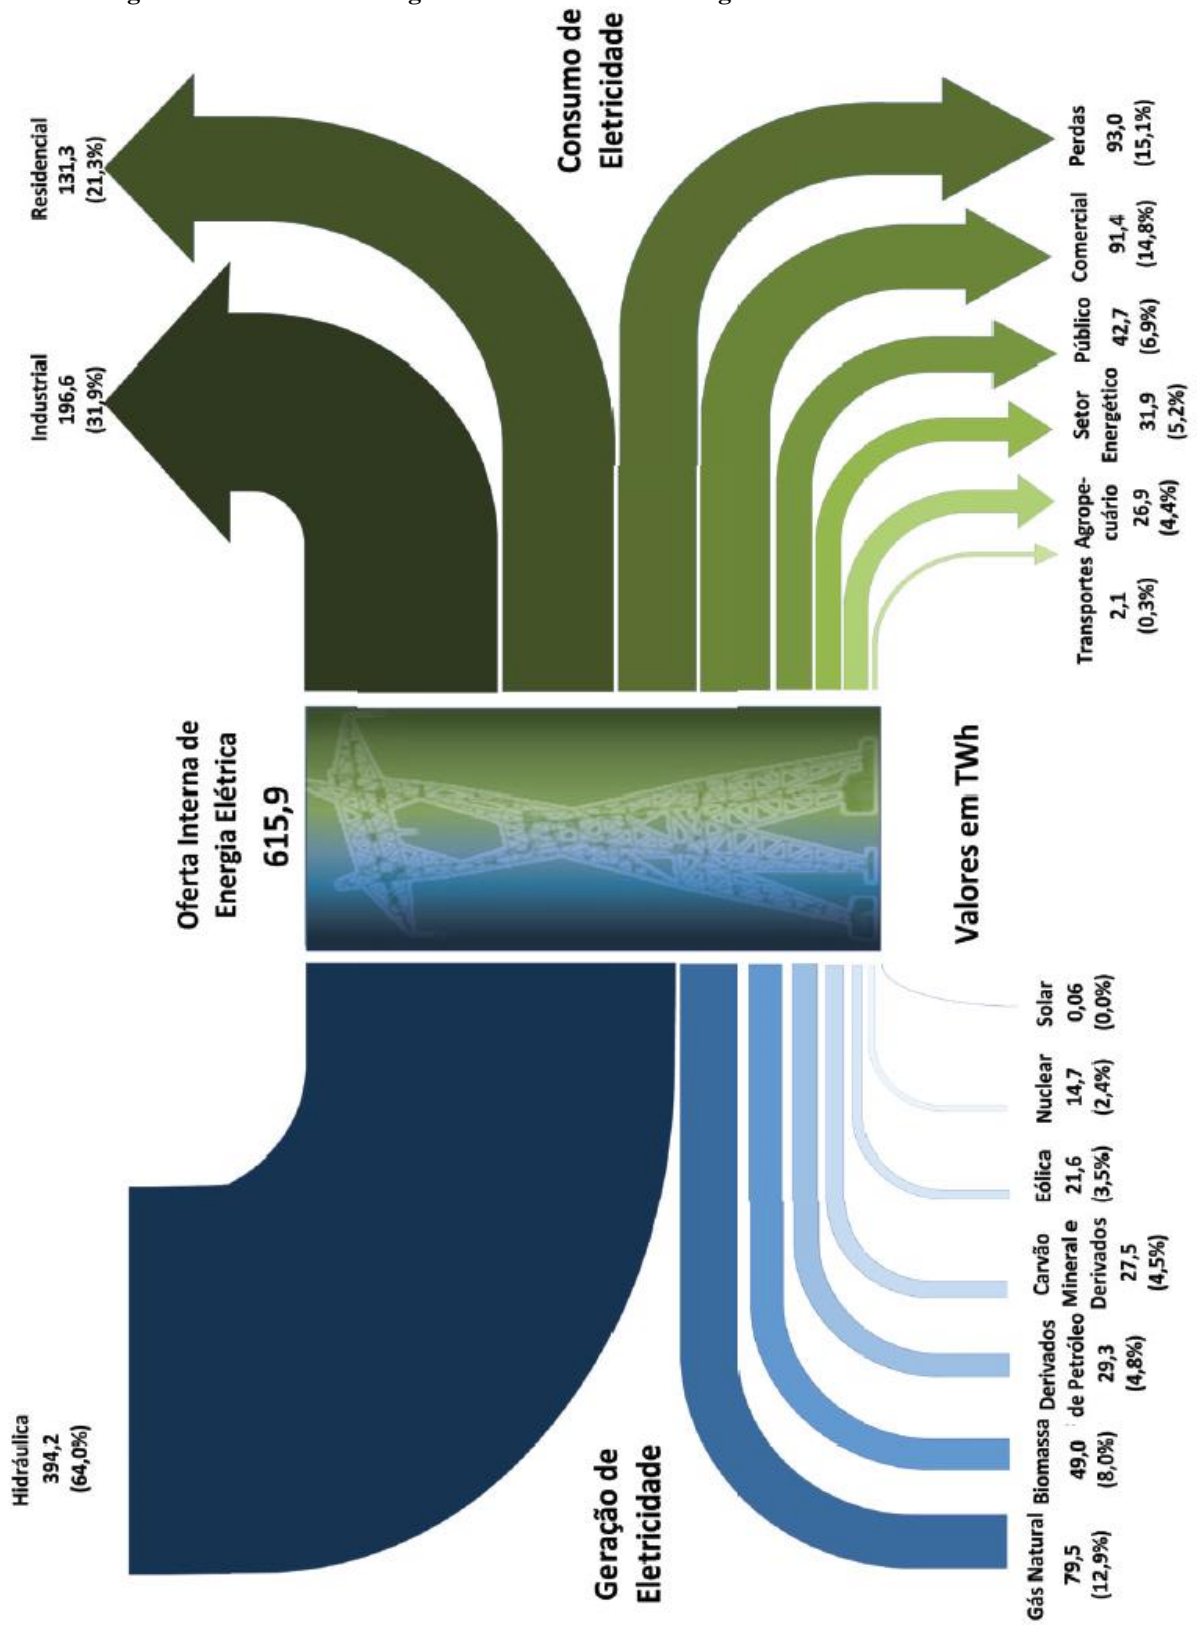 Hidráulica
394,2
(64,0%)
Oferta Interna de
Energia Elétrica
615,9
Industrial
196,6
(31,9%)
Residencial
131,3
(21,3%)
Geração de
Eletricidade
Consumo de
Eletricidade
Valores em TWh
Gás Natural
79,5
(12,9%)
Biomassa
49,0
(8,0%)
Derivados
de Petróleo
29,3
(4,8%)
Carvão
Mineral e
Derivados
27,5
(4,5%)
Eólica
21,6
(3,5%)
Nuclear
14,7
(2,4%)
Solar
0,06
(0,0%)
Transportes
2,1
(0,3%)
Agrope-
cuário
26,9
(4,4%)
Setor
Energético
31,9
(5,2%)
Público
42,7
(6,9%)
Comercial
91,4
(14,8%)
Perdas
93,0
(15,1%)